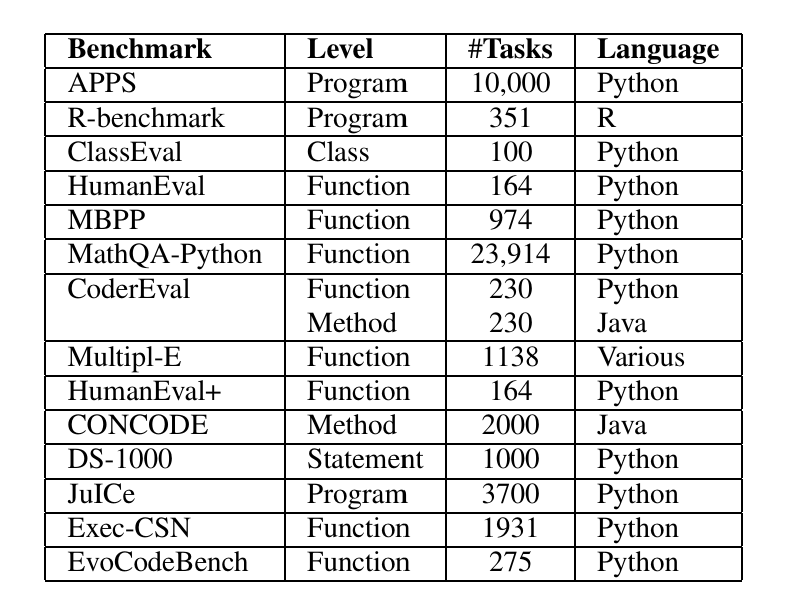 Benchmark Level #Tasks Language
APPS Program 10,000 Python
R-benchmark Program 351 R
ClassEval Class 100 Python
HumanEval Function 164 Python
MBPP Function 974 Python
MathQA-Python Function 23,914 Python
CoderEval Function 230 Python
Method 230 Java
Multipl-E Function 1138 Various
HumanEval+ Function 164 Python
CONCODE Method 2000 Java
DS-1000 Statement 1000 Python
JuICe Program 3700 Python
Exec-CSN Function 1931 Python
EvoCodeBench Function 275 Python